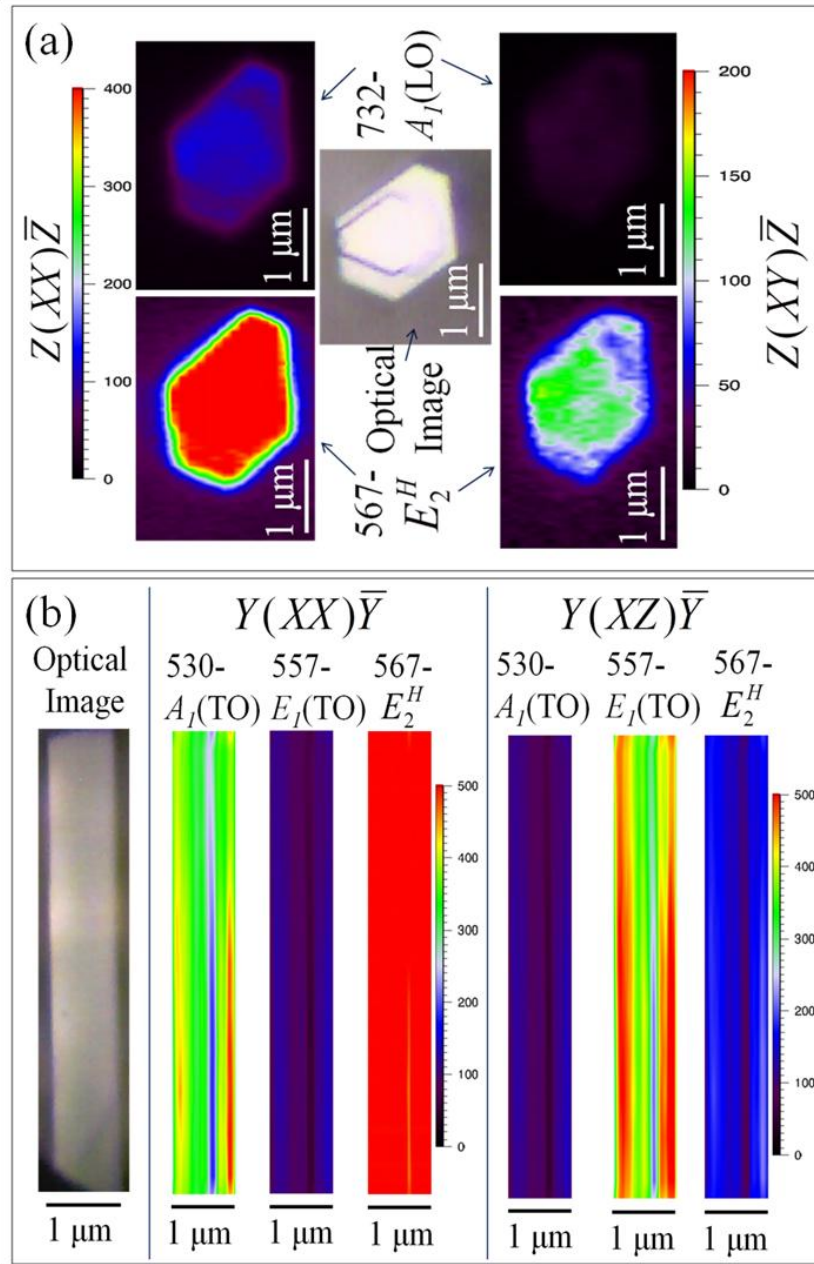 (a)
Z(XX)Z̅
400
300
200
100
0
732-
A₁(LO)
1 μm
1 μm
1 μm
567-
E₂ᴴ
1 μm
Optical
Image
1 μm
Z(XY)Z̅
200
150
100
50
0
(b)
Optical
Image
Y(XX)Y̅
530-
A₁(TO)
557-
E₁(TO)
567-
E₂ᴴ
500
400
300
200
100
0
Y(XZ)Y̅
530-
A₁(TO)
557-
E₁(TO)
567-
E₂ᴴ
500
400
300
200
100
0
1 μm
1 μm
1 μm
1 μm
1 μm
1 μm
1 μm